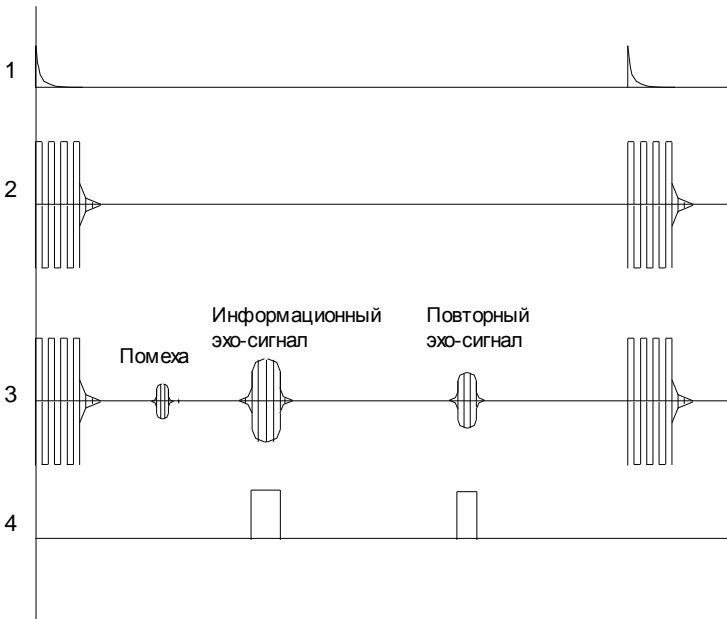 1
2
Информационный
эхо-сигнал
Повторный
эхо-сигнал
Помеха
3
4